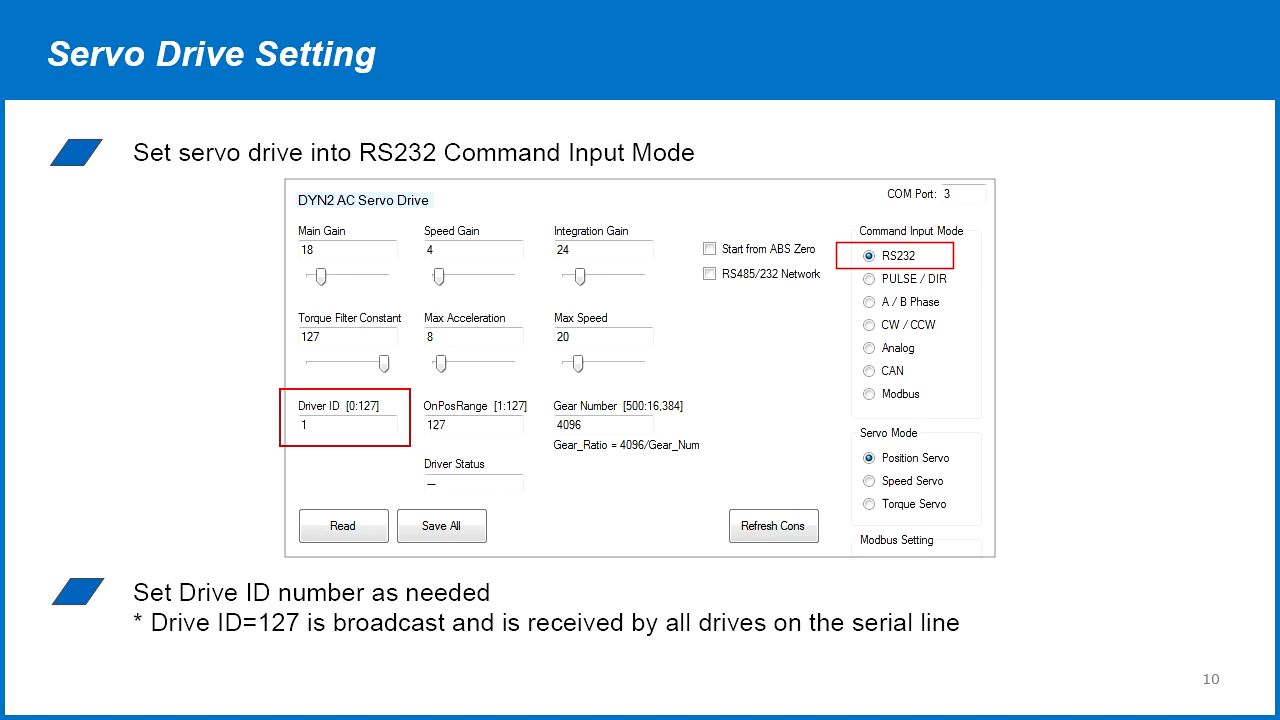 Servo Drive Setting
Set servo drive into RS232 Command Input Mode
DYN2 AC Servo Drive
COM Port: 3
Main Gain
18
Speed Gain
4
Integration Gain
24
Start from ABS Zero
RS485/232 Network
Torque Filter Constant
127
Max Acceleration
8
Max Speed
20
Driver ID [0:127]
1
OnPosRange [1:127]
127
Gear Number [500:16,384]
4096
Gear_Ratio = 4096/Gear_Num
Driver Status
---
Read
Save All
Refresh Cons
Command Input Mode
RS232
PULSE / DIR
A / B Phase
CW / CCW
Analog
CAN
Modbus
Servo Mode
Position Servo
Speed Servo
Torque Servo
Modbus Setting
Set Drive ID number as needed
* Drive ID=127 is broadcast and is received by all drives on the serial line
10